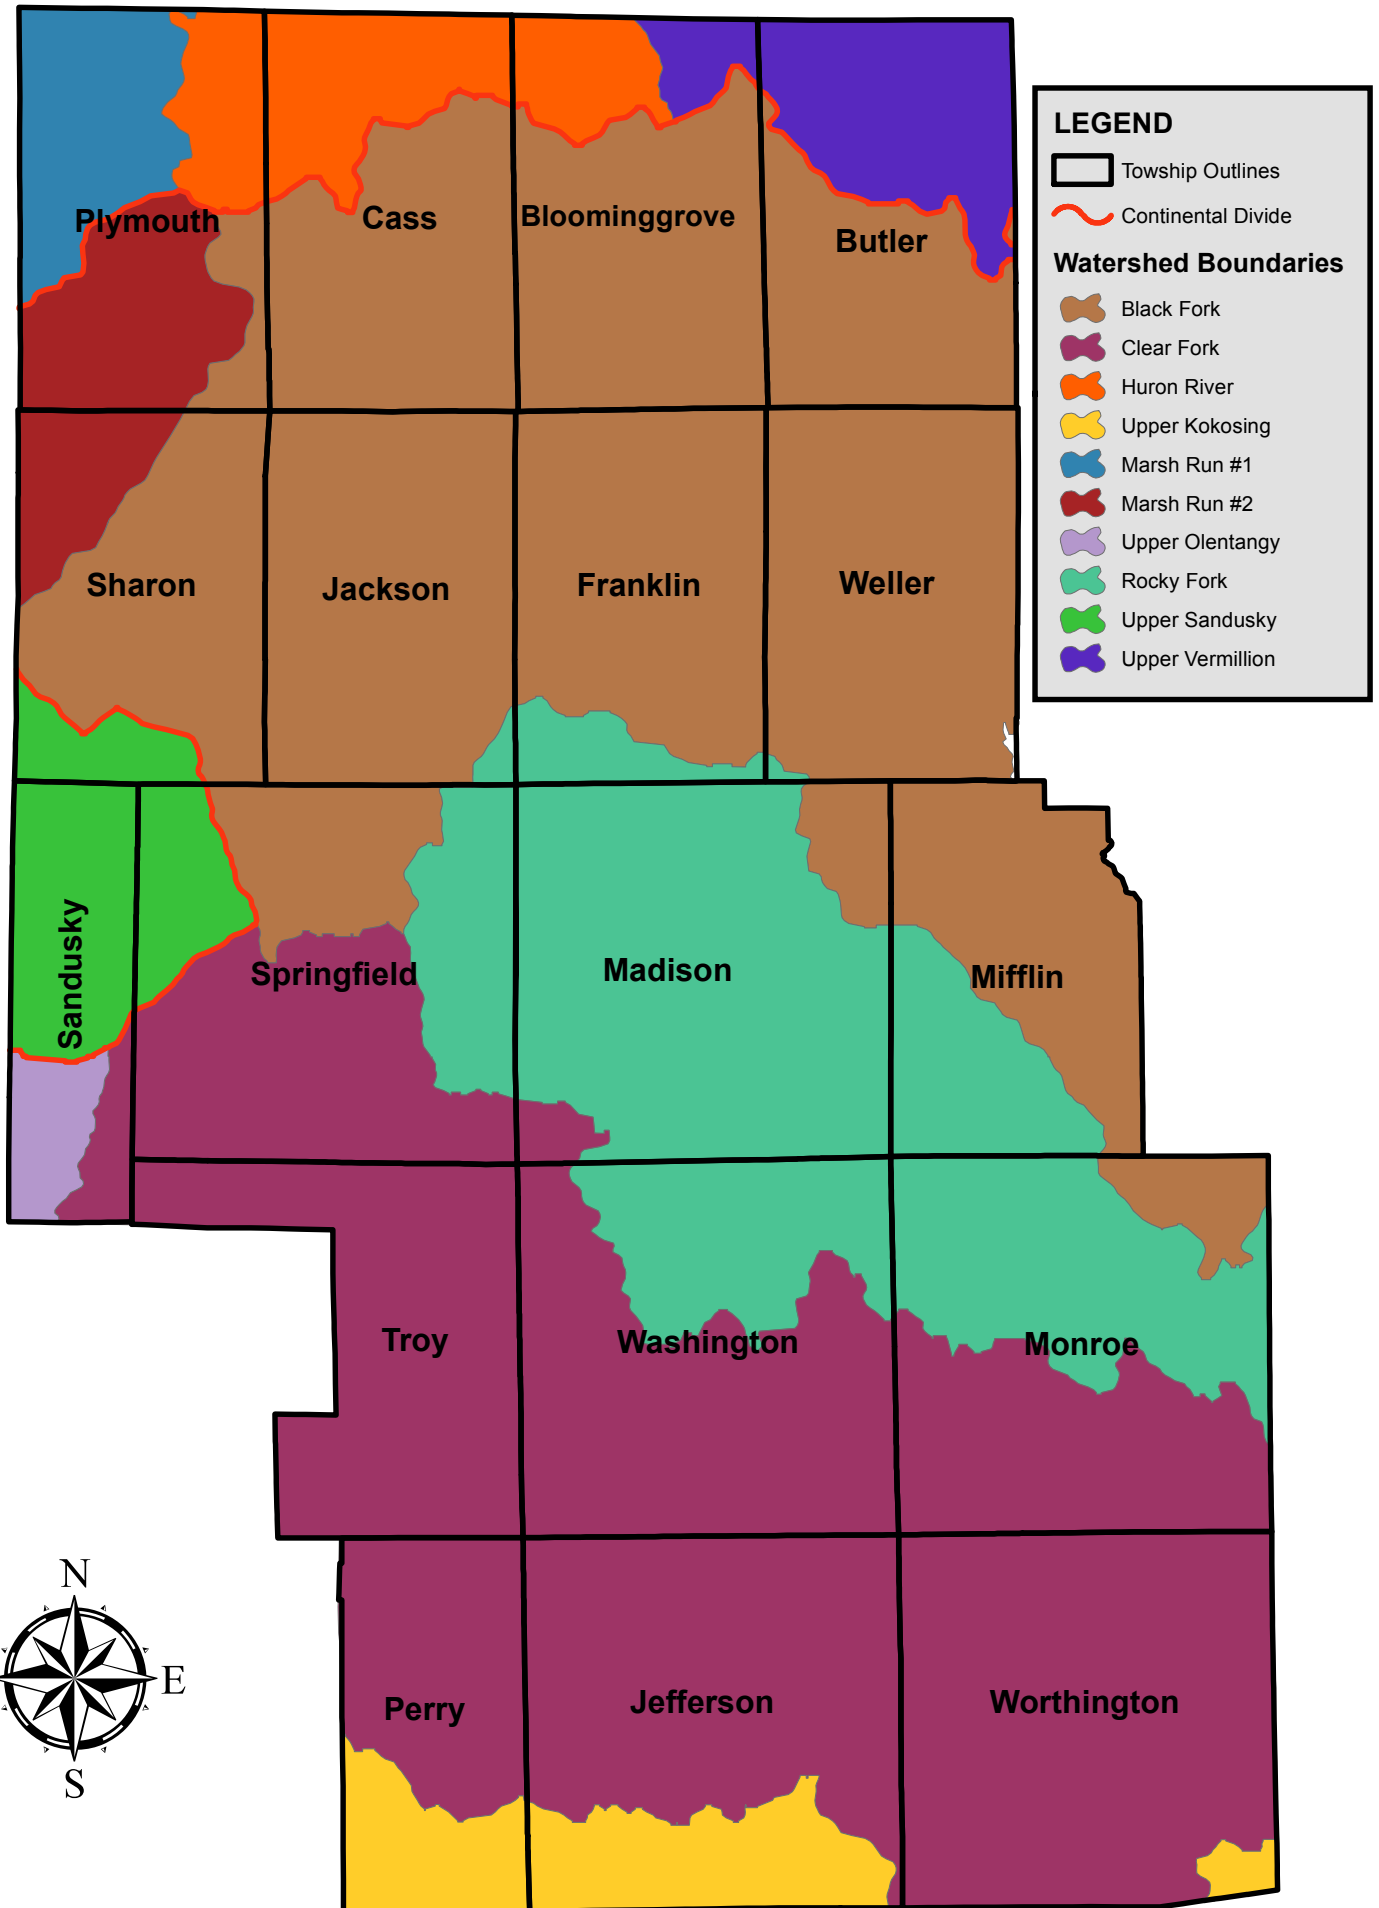 LEGEND
Towship Outlines
Continental Divide
Watershed Boundaries
Black Fork
Clear Fork
Huron River
Upper Kokosing
Marsh Run #1
Marsh Run #2
Upper Olentangy
Rocky Fork
Upper Sandusky
Upper Vermillion
Plymouth
Cass
Bloominggrove
Butler
Sharon
Jackson
Franklin
Weller
Sandusky
Springfield
Madison
Mifflin
Troy
Washington
Monroe
Perry
Jefferson
Worthington
N
E
S